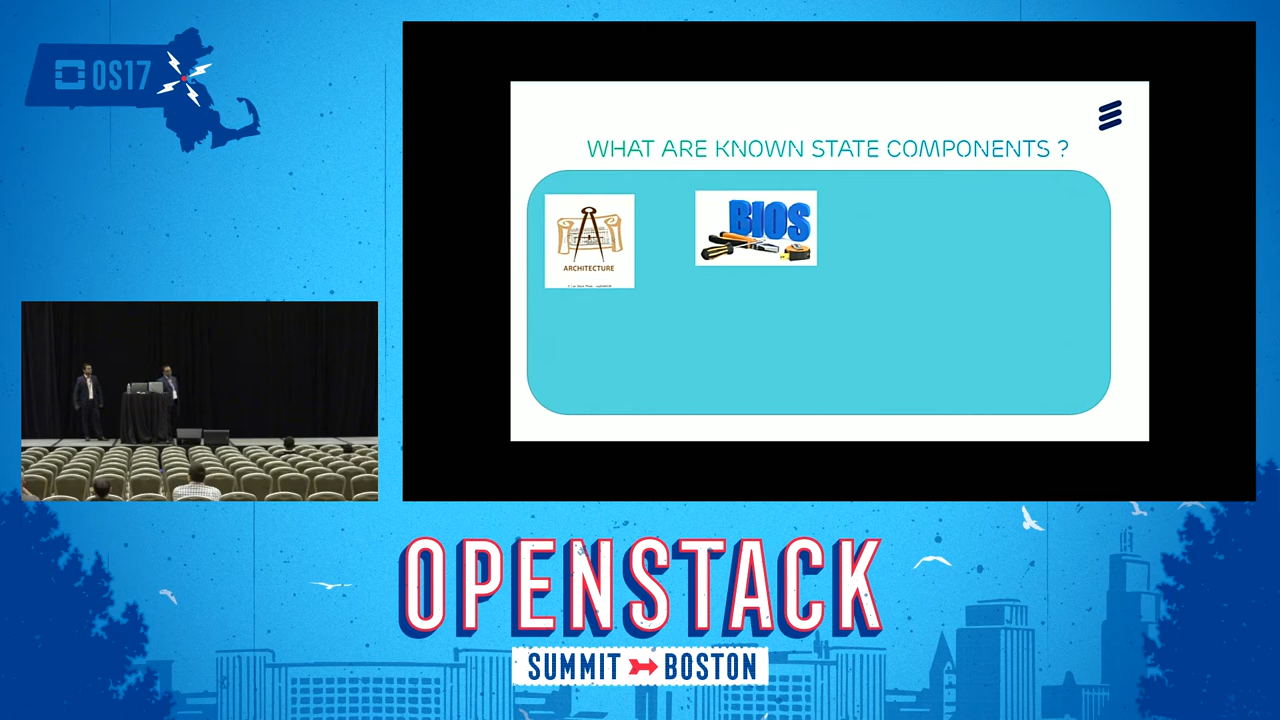 OS17
WHAT ARE KNOWN STATE COMPONENTS ?
ARCHITECTURE
BIOS
OPENSTACK
SUMMIT BOSTON